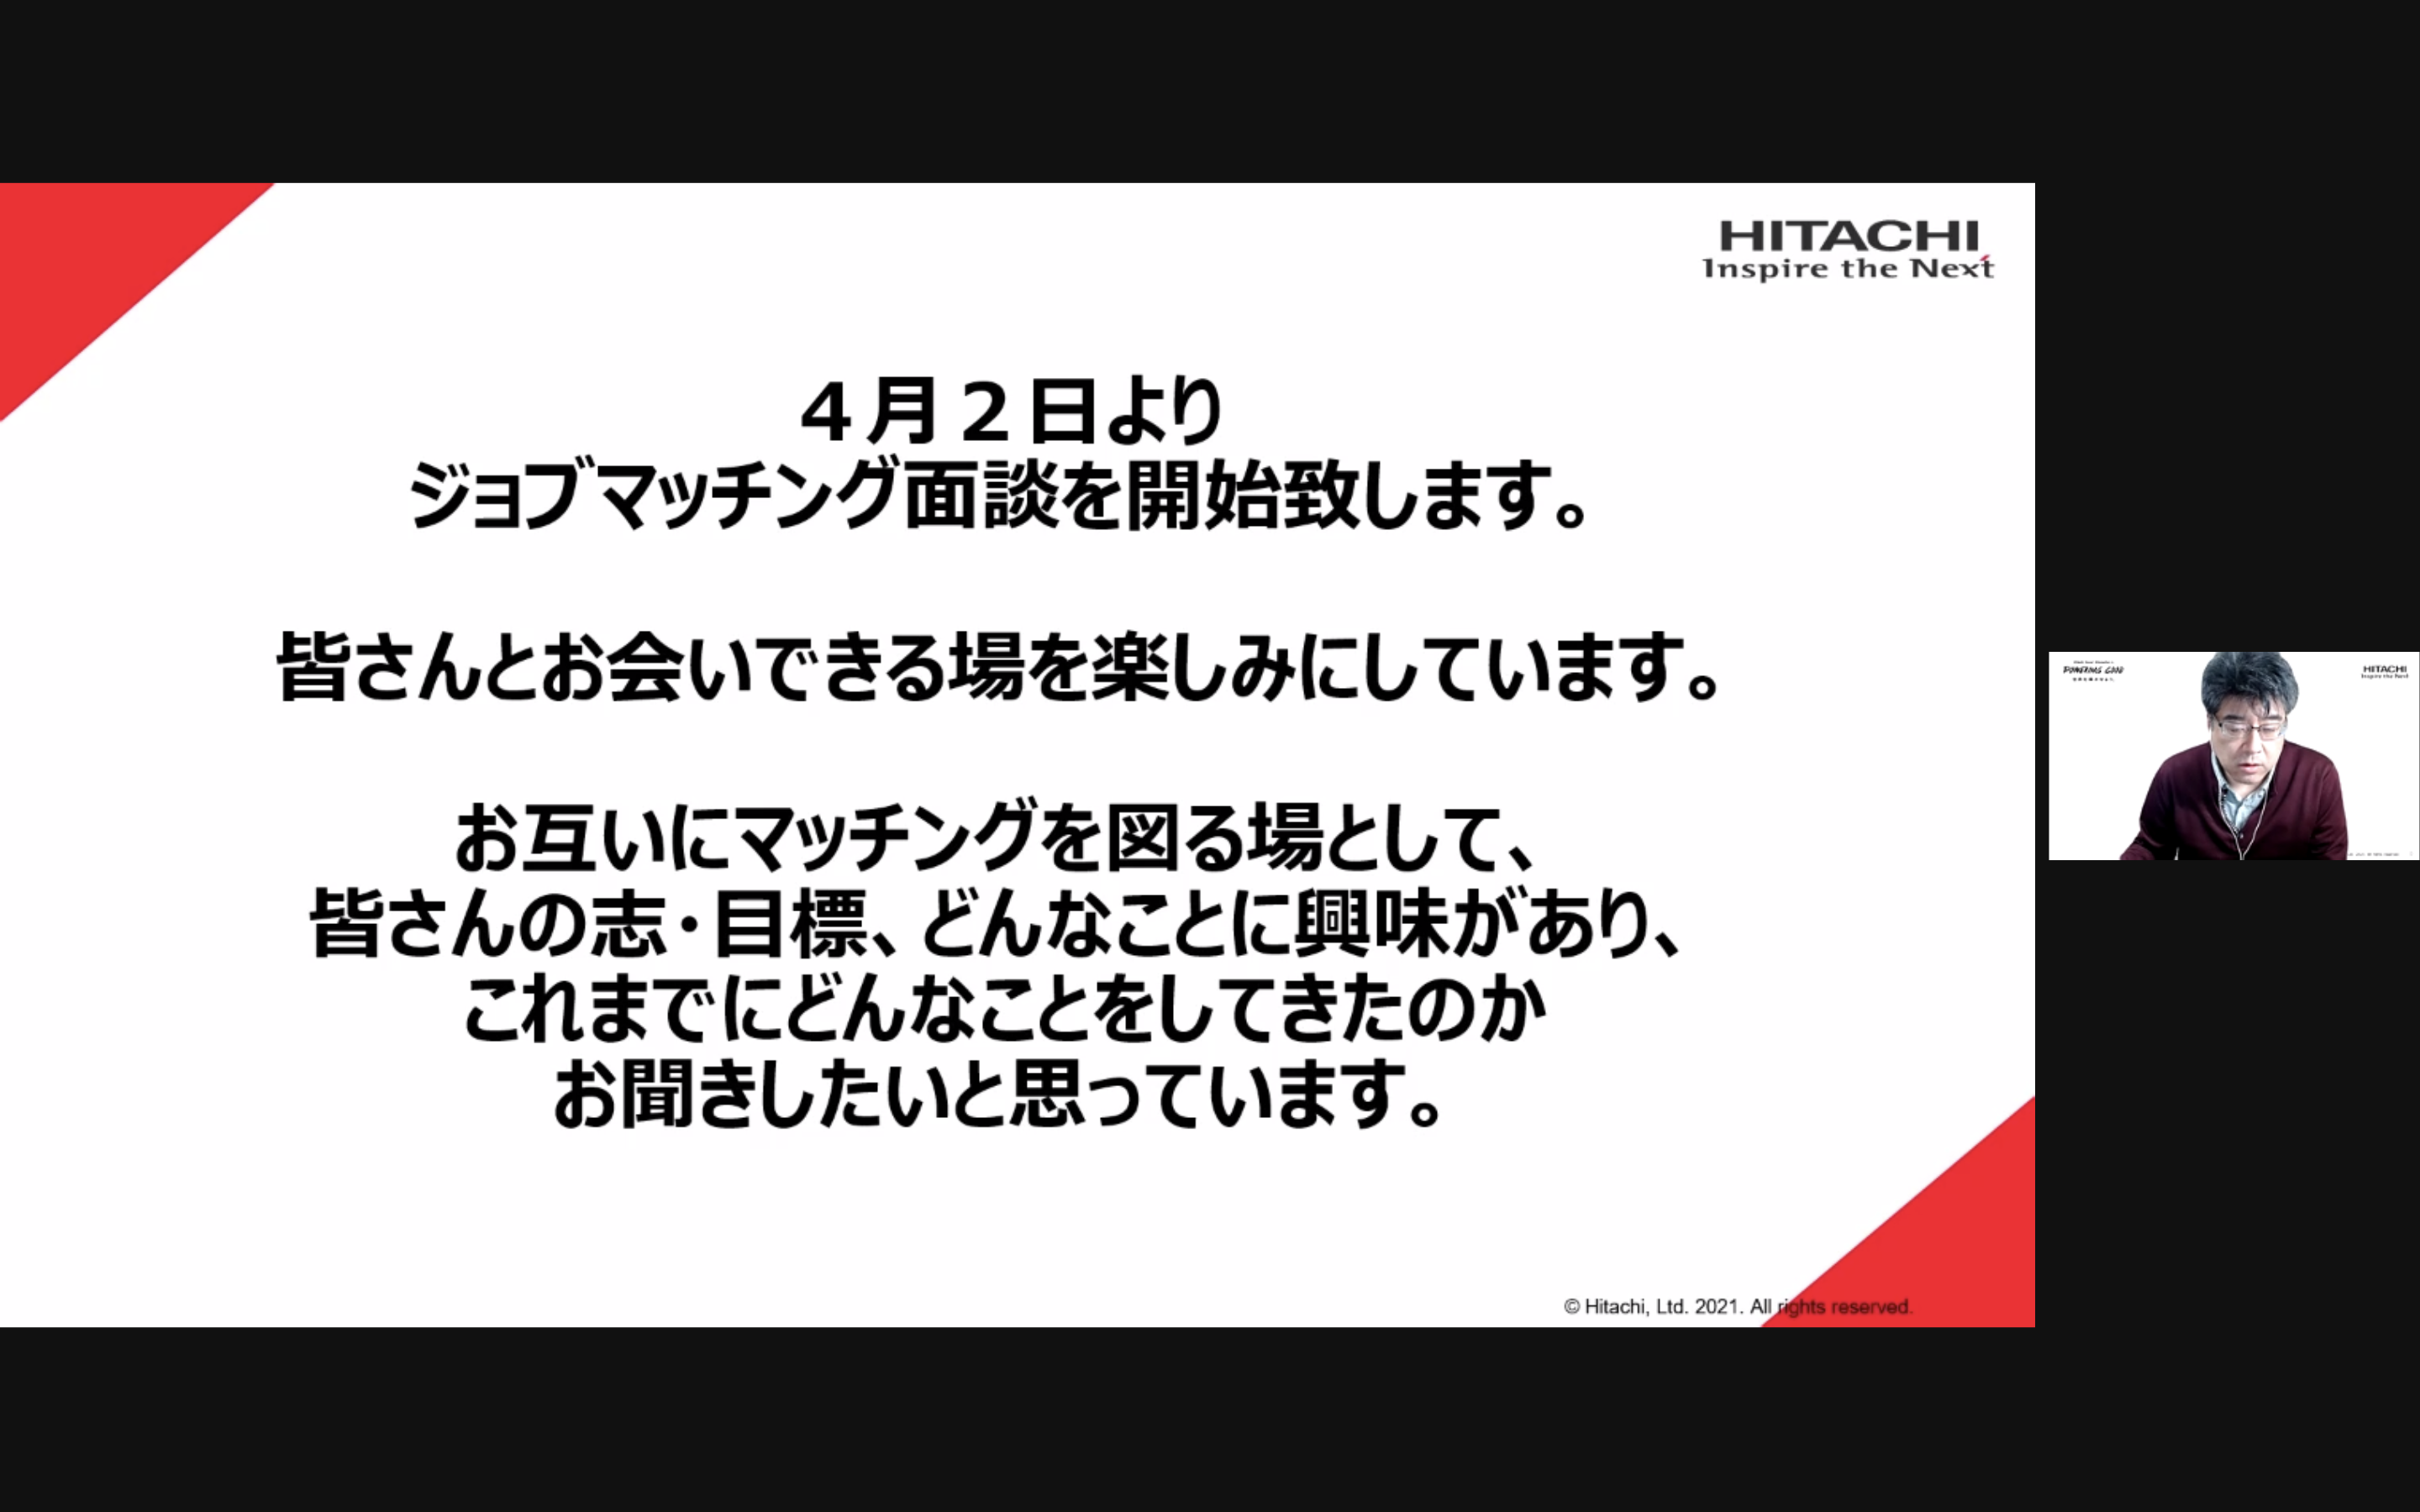 HITACHI
Inspire the Next
４月２日より
ジョブマッチング面談を開始致します。
皆さんとお会いできる場を楽しみにしています。
お互いにマッチングを図る場として、
皆さんの志・目標、どんなことに興味があり、
これまでにどんなことをしてきたのか
お聞きしたいと思っています。
© Hitachi, Ltd. 2021. All rights reserved.
POWERING GOOD
HITACHI
Inspire the Next